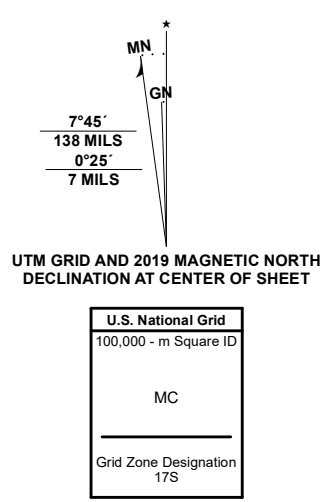 ★
MN
GN
7°45´
138 MILS
0°25´
7 MILS
UTM GRID AND 2019 MAGNETIC NORTH
DECLINATION AT CENTER OF SHEET
U.S. National Grid
100,000 - m Square ID
MC
Grid Zone Designation
17S